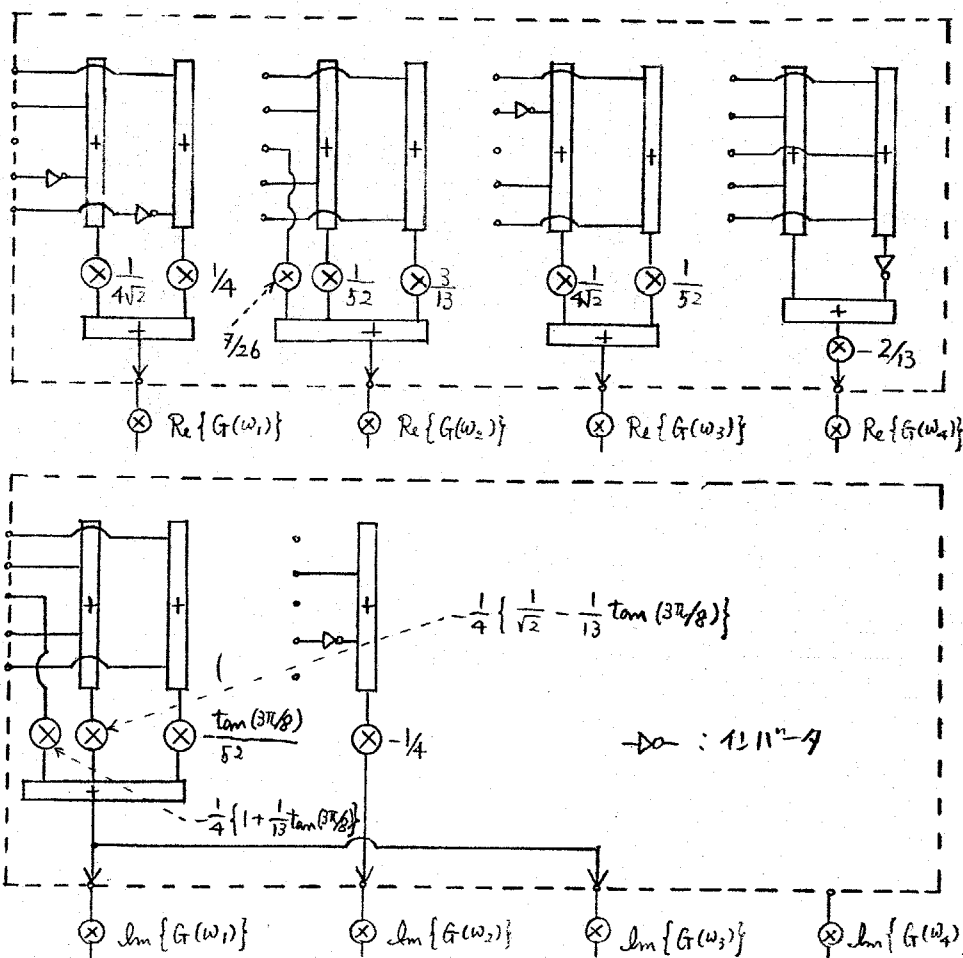 + + + + + + + +
1/4√2 1/4 1/52 3/13 1/4√2 1/52
+ + + +
7/26 -2/13
Re{G(ω₁)} Re{G(ω₂)} Re{G(ω₃)} Re{G(ω₄)}
+ + +
-1/4{1/√2 - 1/13 tan(3π/8)}
-tan(3π/8)/52 -1/4
: インバータ
+
-1/4{1+1/13 tan(3π/8)}
Im{G(ω₁)} Im{G(ω₂)} Im{G(ω₃)} Im{G(ω₄)